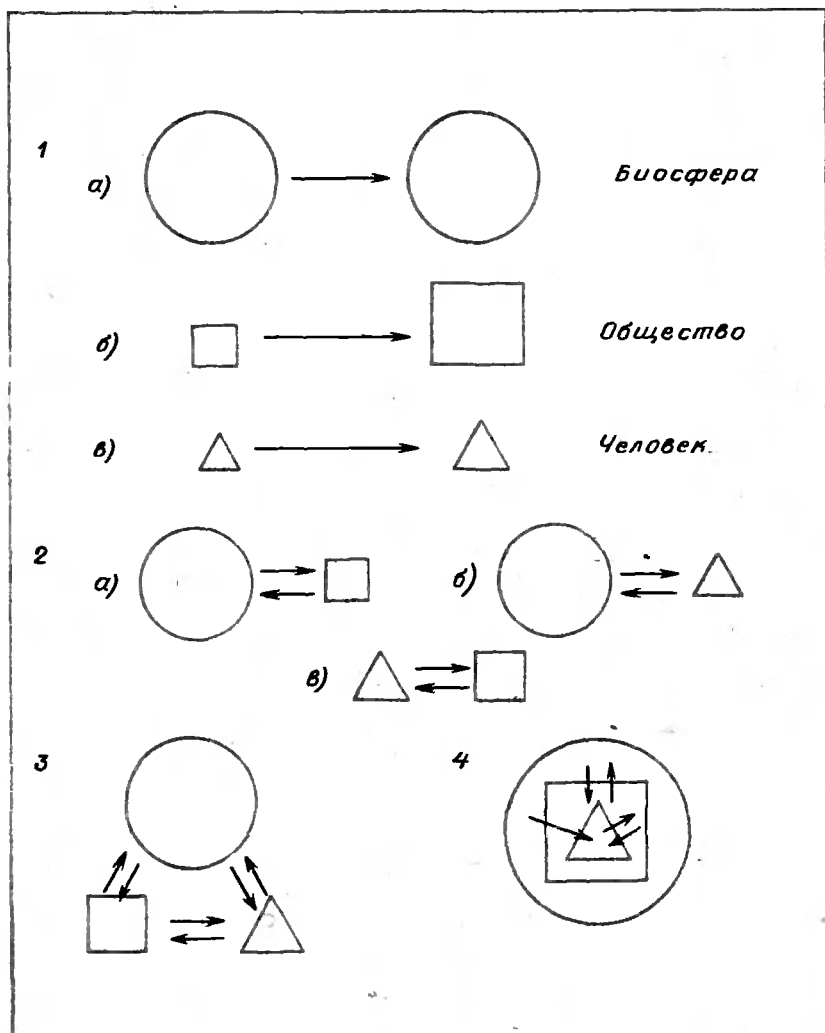 1
а) Биосфера
б) Общество
в) Человек
2
а) б)
в)
3 4